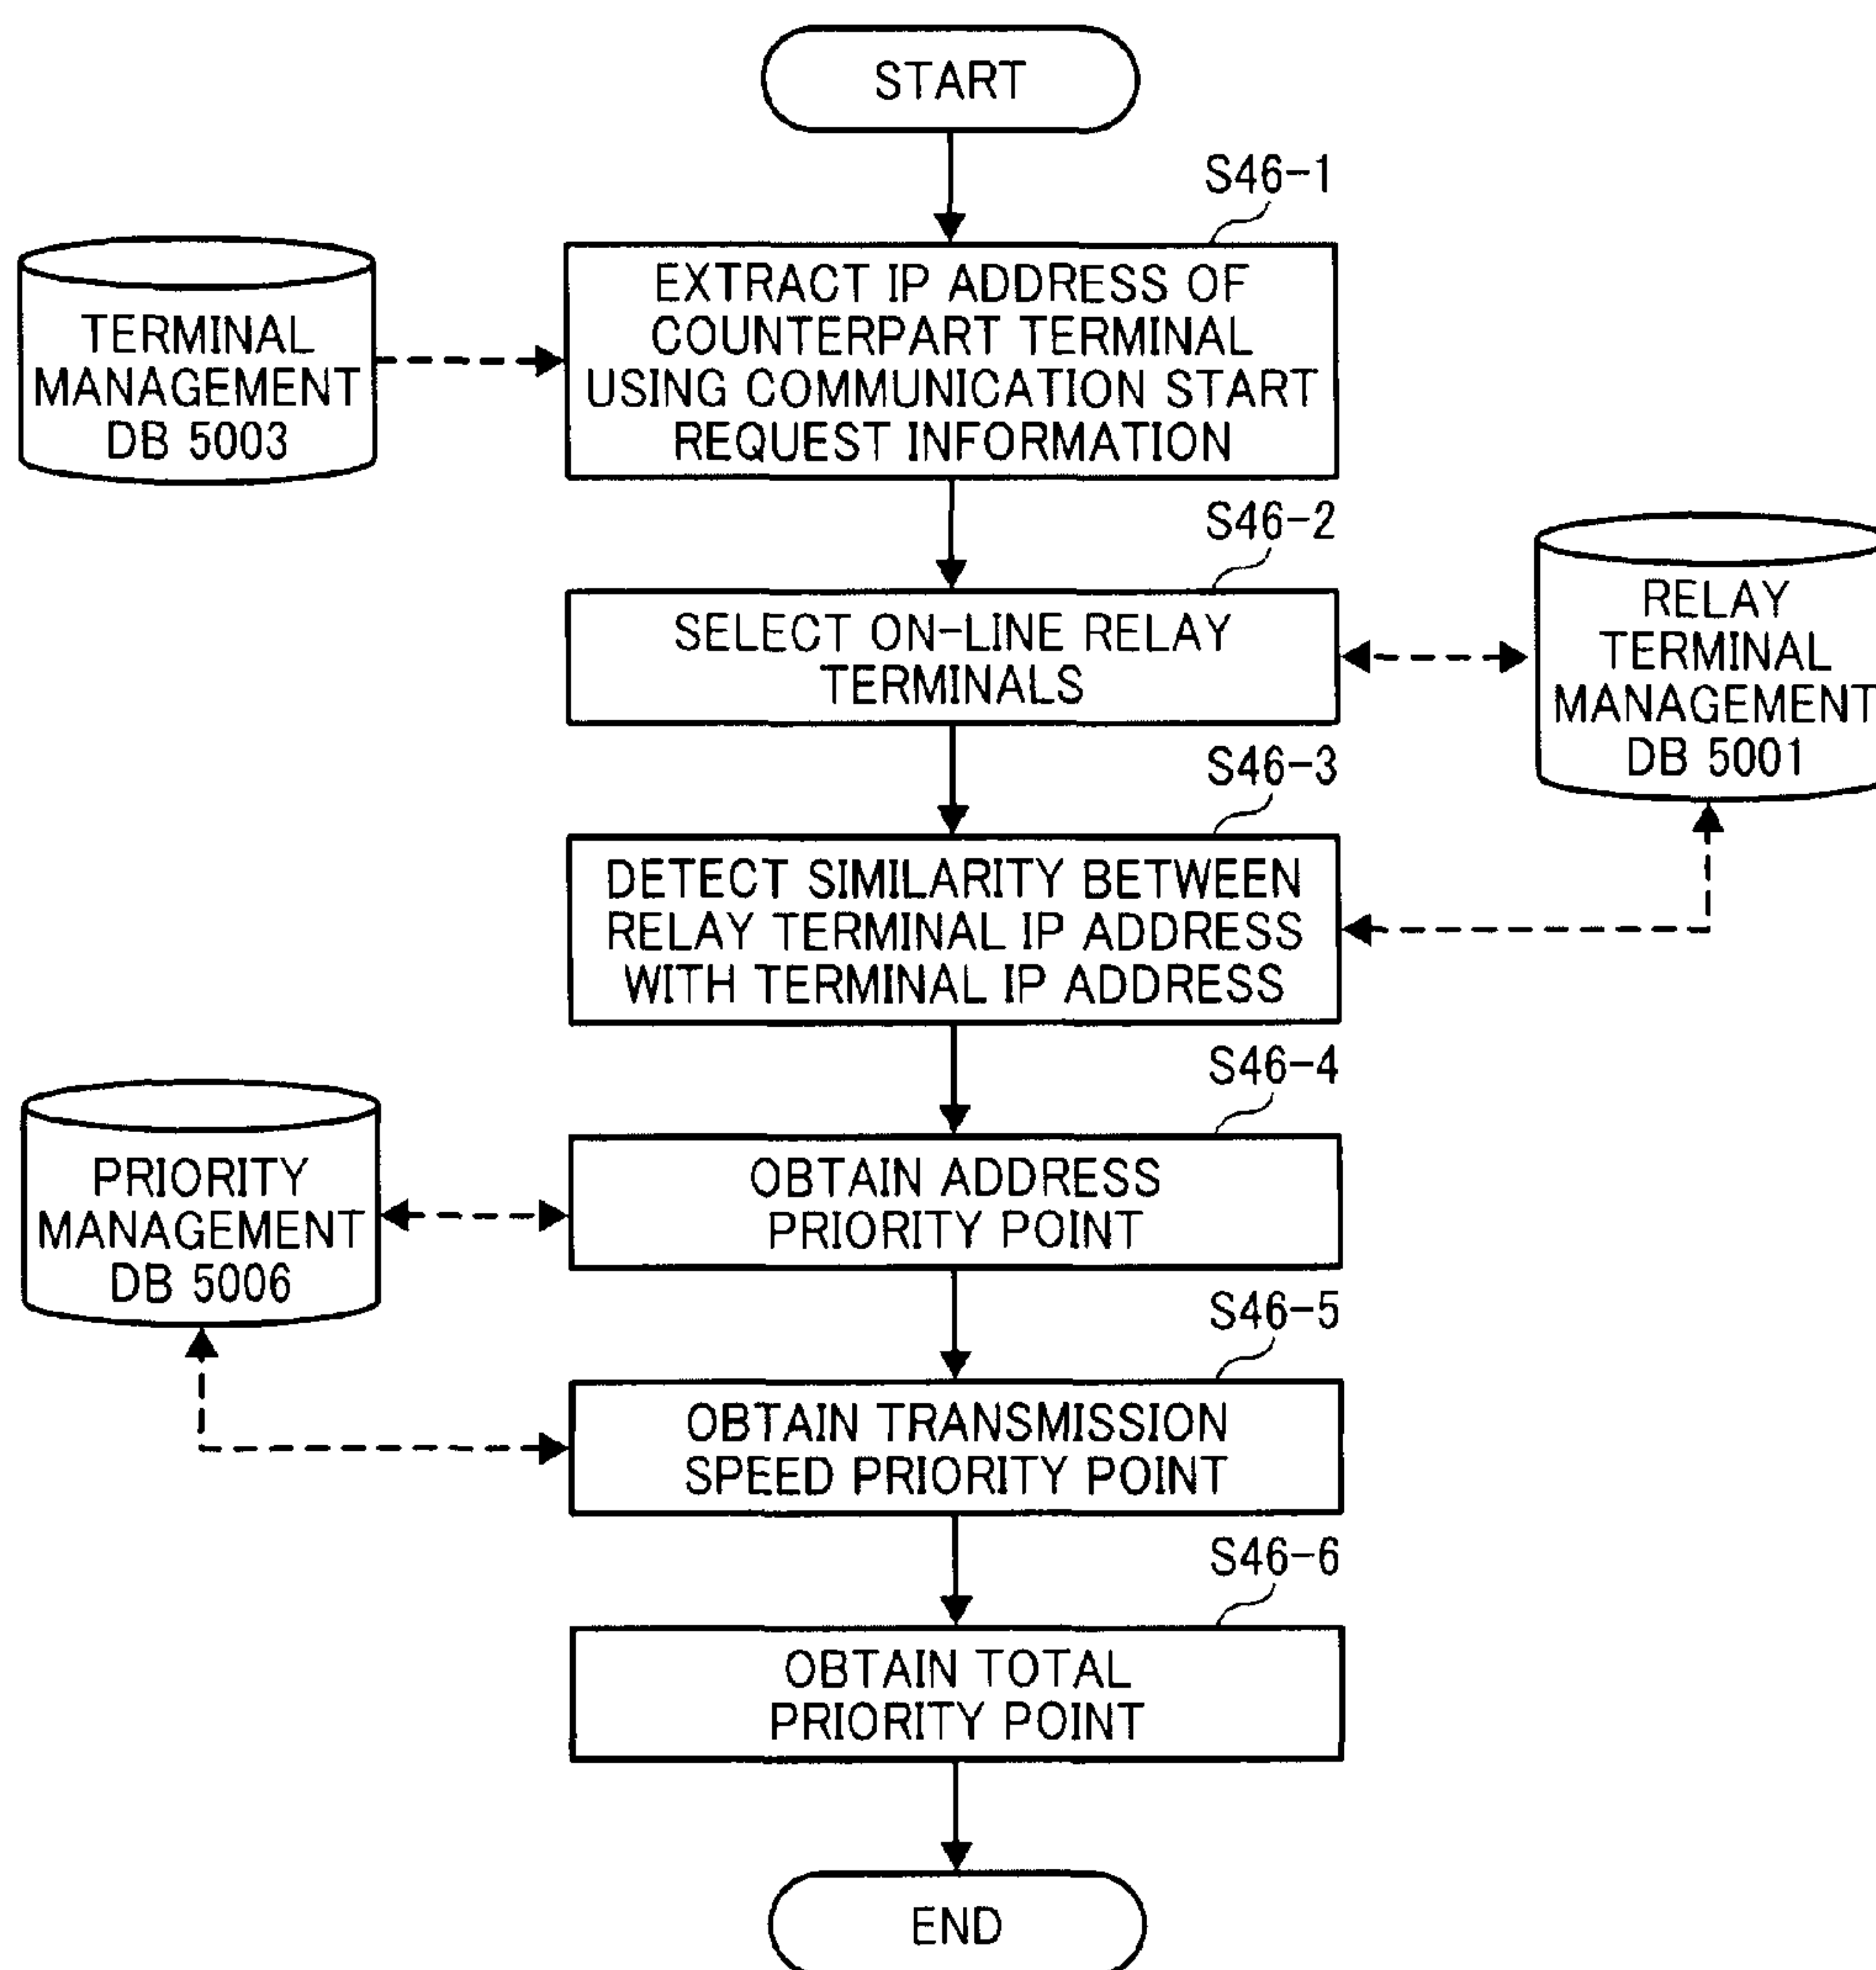 START
S46-1
TERMINAL
MANAGEMENT
DB 5003
EXTRACT IP ADDRESS OF
COUNTERPART TERMINAL
USING COMMUNICATION START
REQUEST INFORMATION
S46-2
SELECT ON-LINE RELAY
TERMINALS
RELAY
TERMINAL
MANAGEMENT
DB 5001
S46-3
DETECT SIMILARITY BETWEEN
RELAY TERMINAL IP ADDRESS
WITH TERMINAL IP ADDRESS
S46-4
PRIORITY
MANAGEMENT
DB 5006
OBTAIN ADDRESS
PRIORITY POINT
S46-5
OBTAIN TRANSMISSION
SPEED PRIORITY POINT
S46-6
OBTAIN TOTAL
PRIORITY POINT
END